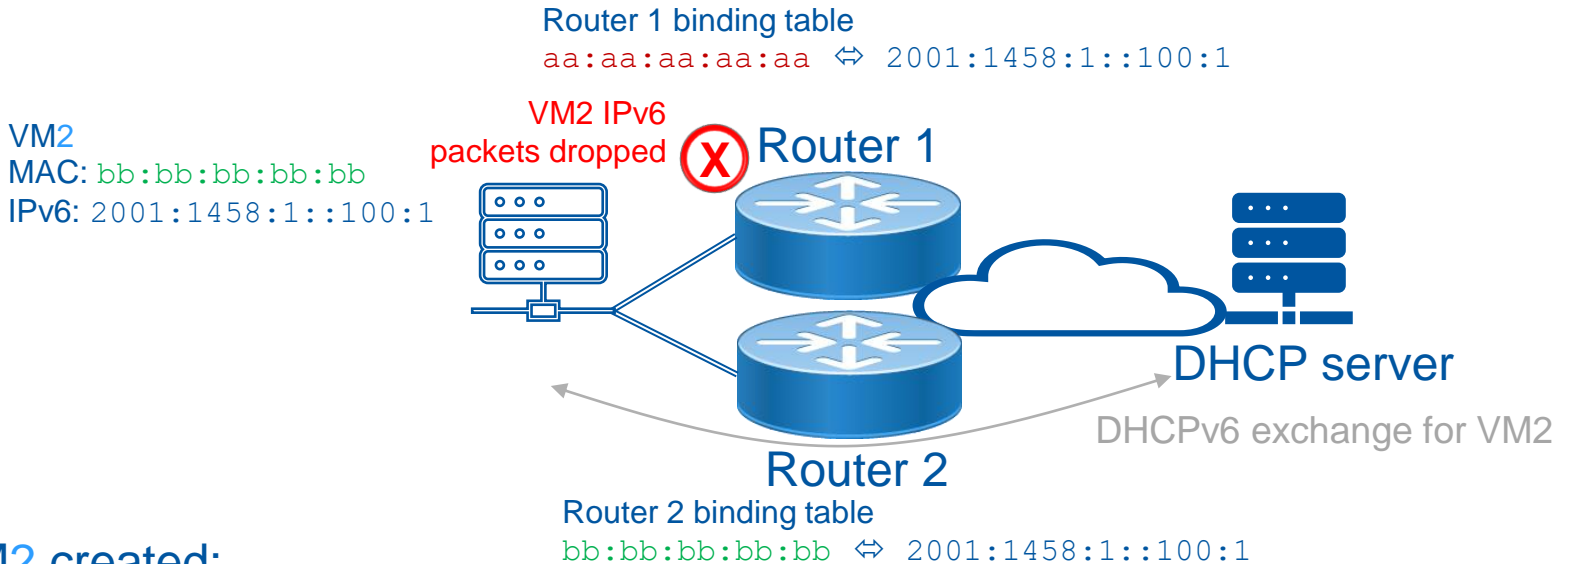 Router 1 binding table
aa:aa:aa:aa:aa ⬄ 2001:1458:1::100:1
VM2 IPv6
packets dropped
X
Router 1
VM2
MAC: bb:bb:bb:bb:bb
IPv6: 2001:1458:1::100:1
DHCP server
DHCPv6 exchange for VM2
Router 2
Router 2 binding table
bb:bb:bb:bb:bb ⬄ 2001:1458:1::100:1
2 created: